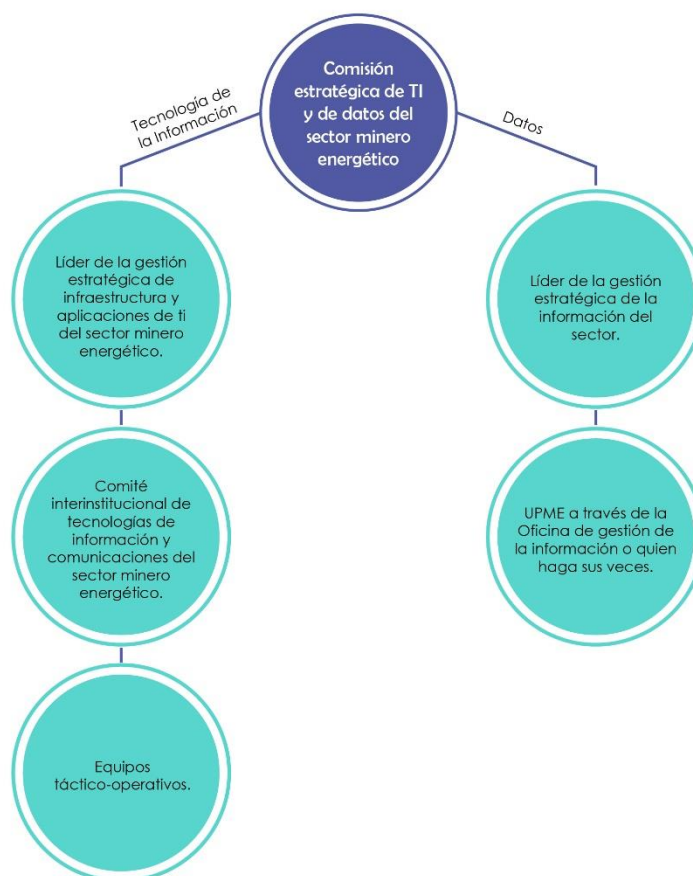 Comisión
estratégica de TI
y de datos del
sector minero
energético
Tecnología de
la Información
Datos
Líder de la gestión
estratégica de
infraestructura y
aplicaciones de ti
del sector minero
energético.
Líder de la gestión
estratégica de la
información del
sector.
Comité
interinstitucional de
tecnologías de
información y
comunicaciones del
sector minero
energético.
UPME a través de la
Oficina de gestión de
la información o quien
haga sus veces.
Equipos
táctico-operativos.